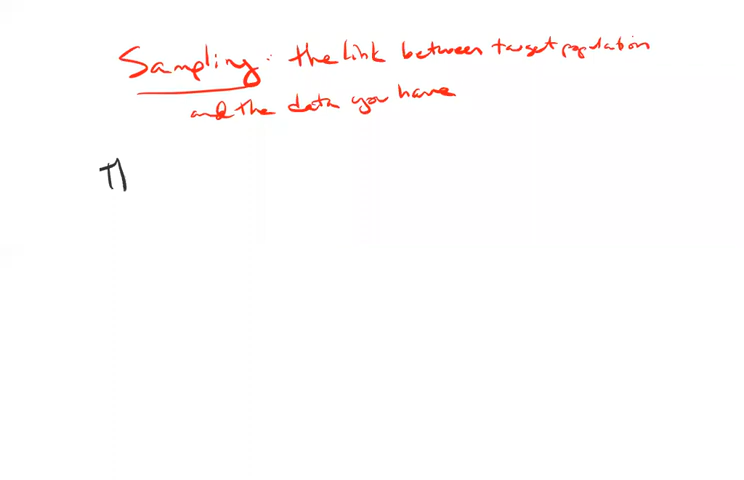 Sampling: the link between target population
and the data you have